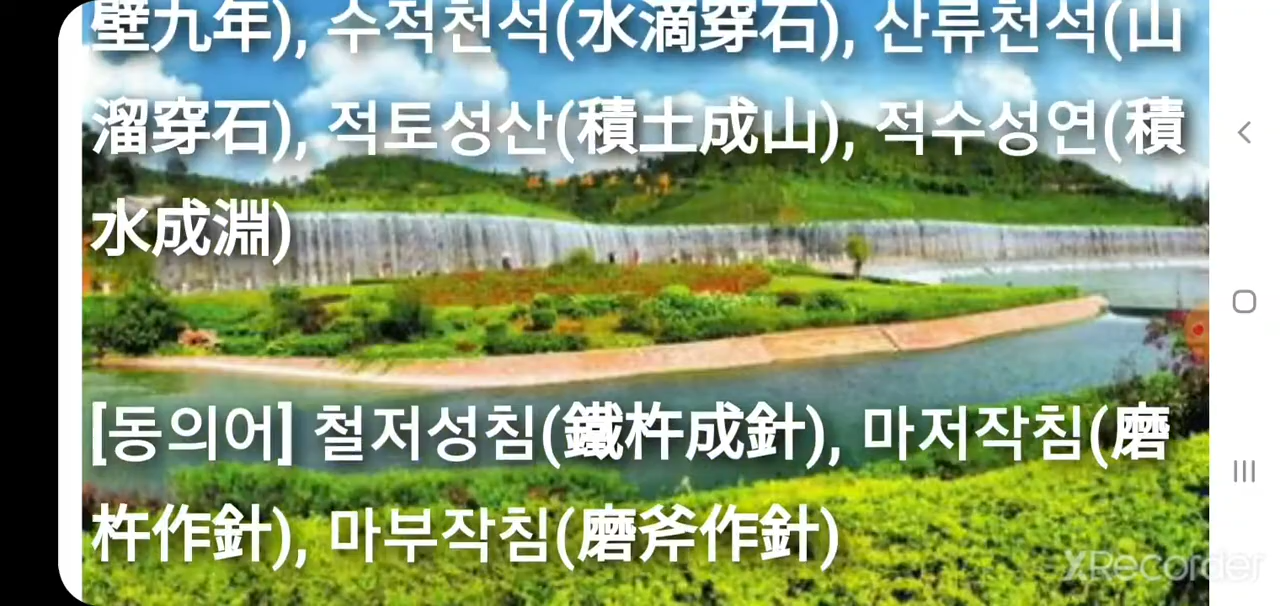 壁九年), 수적천석(水滴穿石), 산류천석(山
溜穿石), 적토성산(積土成山), 적수성연(積
水成淵)
[동의어] 철저성침(鐵杵成針), 마저작침(磨
杵作針), 마부작침(磨斧作針)
XRecorder